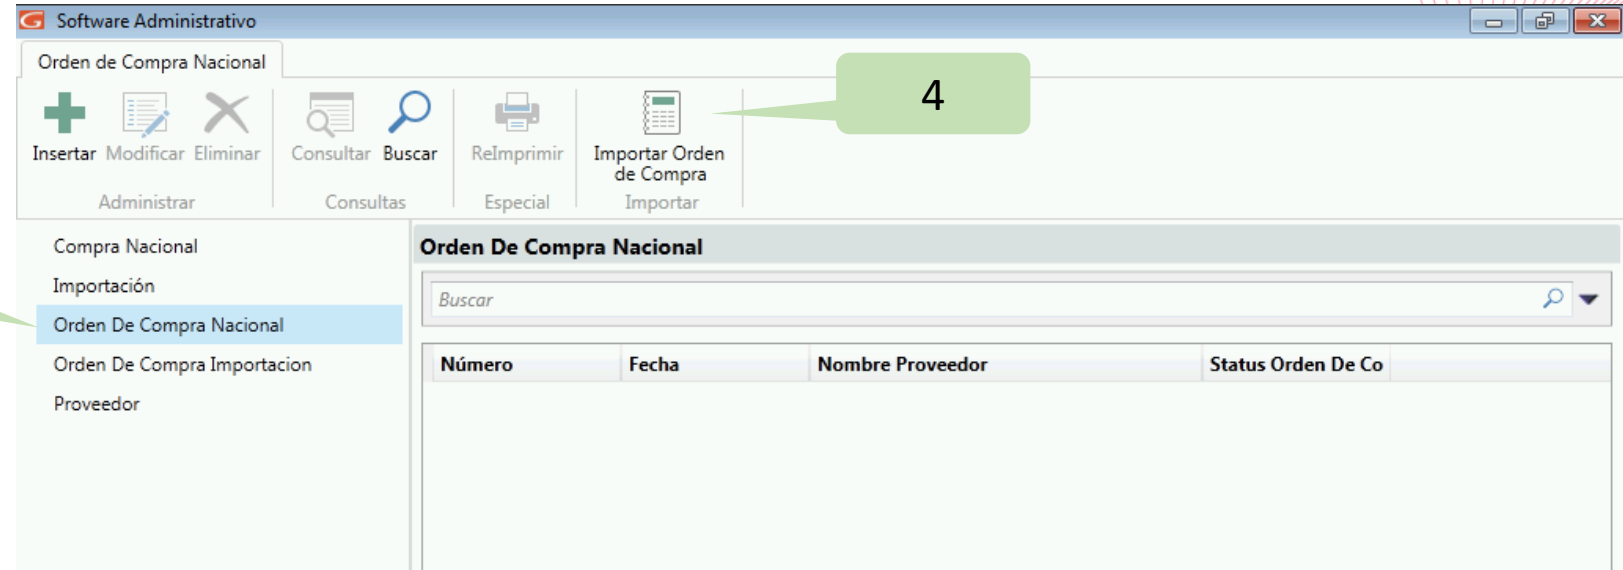 Software Administrativo
Orden de Compra Nacional
4
Insertar Modificar Eliminar Consultar Buscar ReImprimir Importar Orden de Compra
Administrar Consultas Especial Importar
Compra Nacional
Importación
Orden De Compra Nacional
Orden De Compra Importacion
Proveedor
Orden De Compra Nacional
Buscar
Número Fecha Nombre Proveedor Status Orden De Co